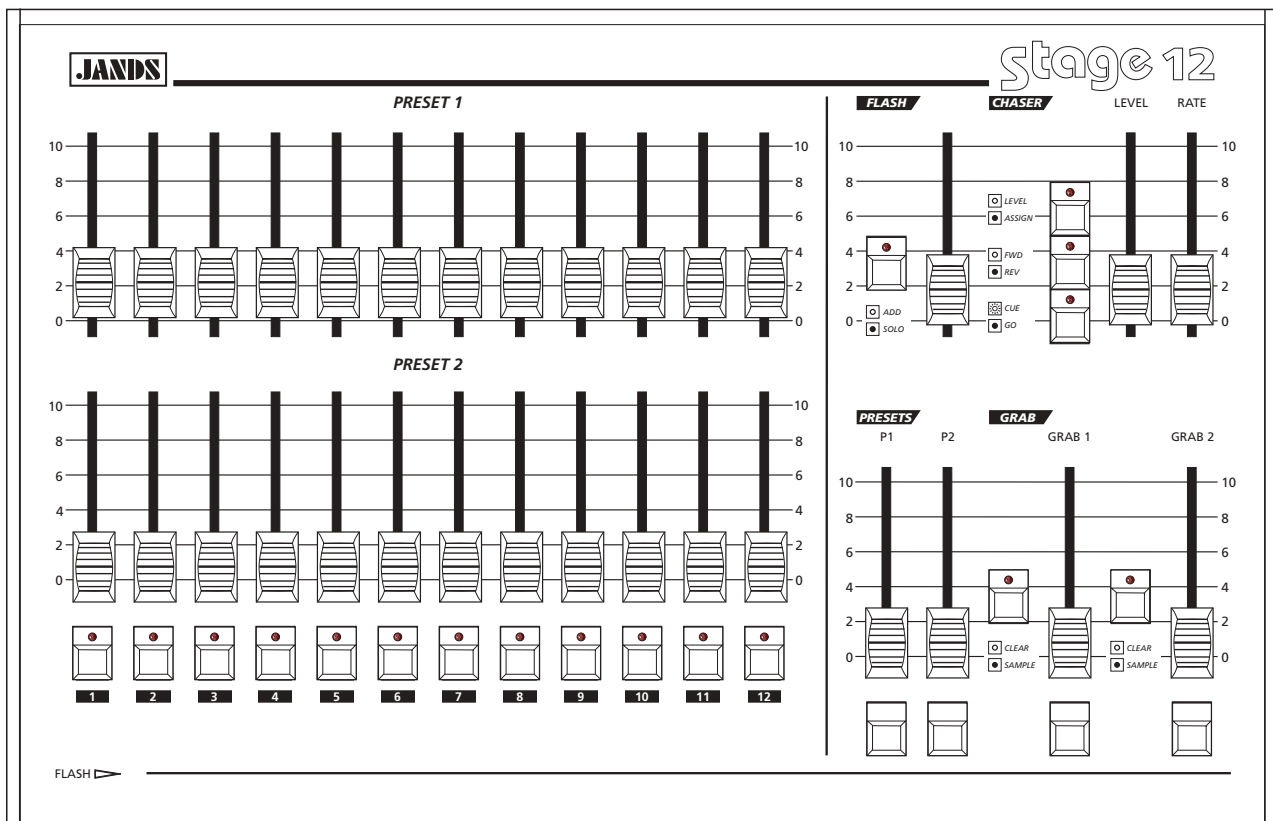 JANDS
stage 12
PRESET 1
FLASH
CHASER
LEVEL RATE
10 10
8 8
6 6
4 4
2 2
0 0
10 10
8 8
6 6
4 4
2 2
0 0
LEVEL
ASSIGN
FWD
REV
ADD
SOLO
CUE
GO
PRESET 2
10 10
8 8
6 6
4 4
2 2
0 0
1 2 3 4 5 6 7 8 9 10 11 12
PRESETS
GRAB
P1 P2 GRAB 1 GRAB 2
10 10
8 8
6 6
4 4
2 2
0 0
CLEAR
SAMPLE
CLEAR
SAMPLE
FLASH